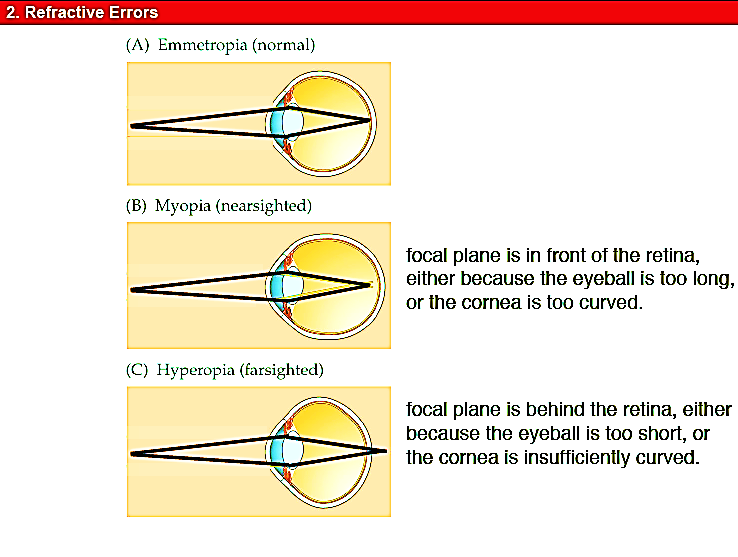 2. Refractive Errors
(A) Emmetropia (normal)
(B) Myopia (nearsighted)
focal plane is in front of the retina,
either because the eyeball is too long,
or the cornea is too curved.
(C) Hyperopia (farsighted)
focal plane is behind the retina, either
because the eyeball is too short, or
the cornea is insufficiently curved.